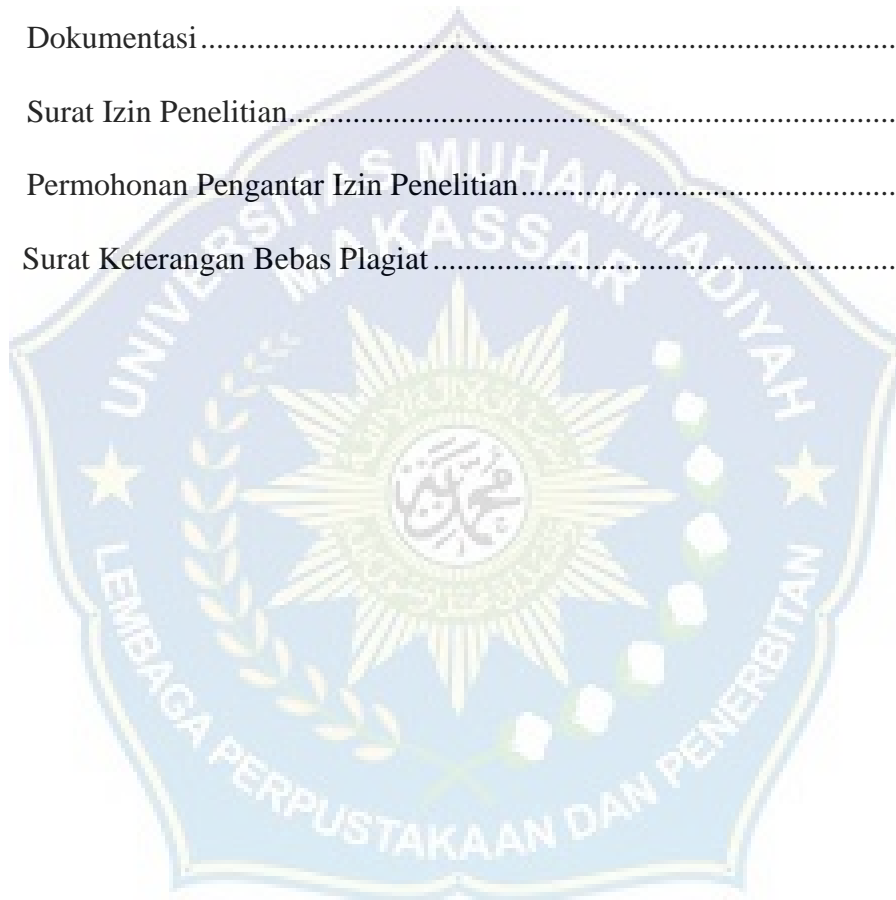 Dokumentasi....................................................................................
Surat Izin Penelitian...........................................................................
Permohonan Pengantar Izin Penelitian...............................................
Surat Keterangan Bebas Plagiat..........................................................
UNIVERSITAS MUHAMMADIYAH
MAKASSAR
محمدية
LEMBAGA PERPUSTAKAAN DAN PENERBITAN